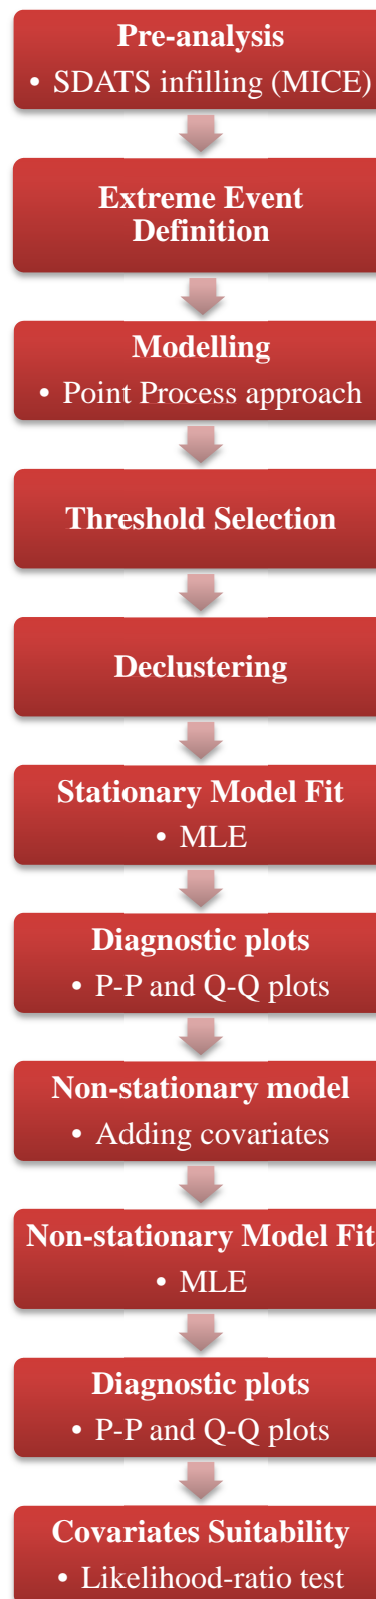 Pre-analysis
• SDATS infilling (MICE)
Extreme Event
Definition
Modelling
• Point Process approach
Threshold Selection
Declustering
Stationary Model Fit
• MLE
Diagnostic plots
• P-P and Q-Q plots
Non-stationary model
• Adding covariates
Non-stationary Model Fit
• MLE
Diagnostic plots
• P-P and Q-Q plots
Covariates Suitability
• Likelihood-ratio test